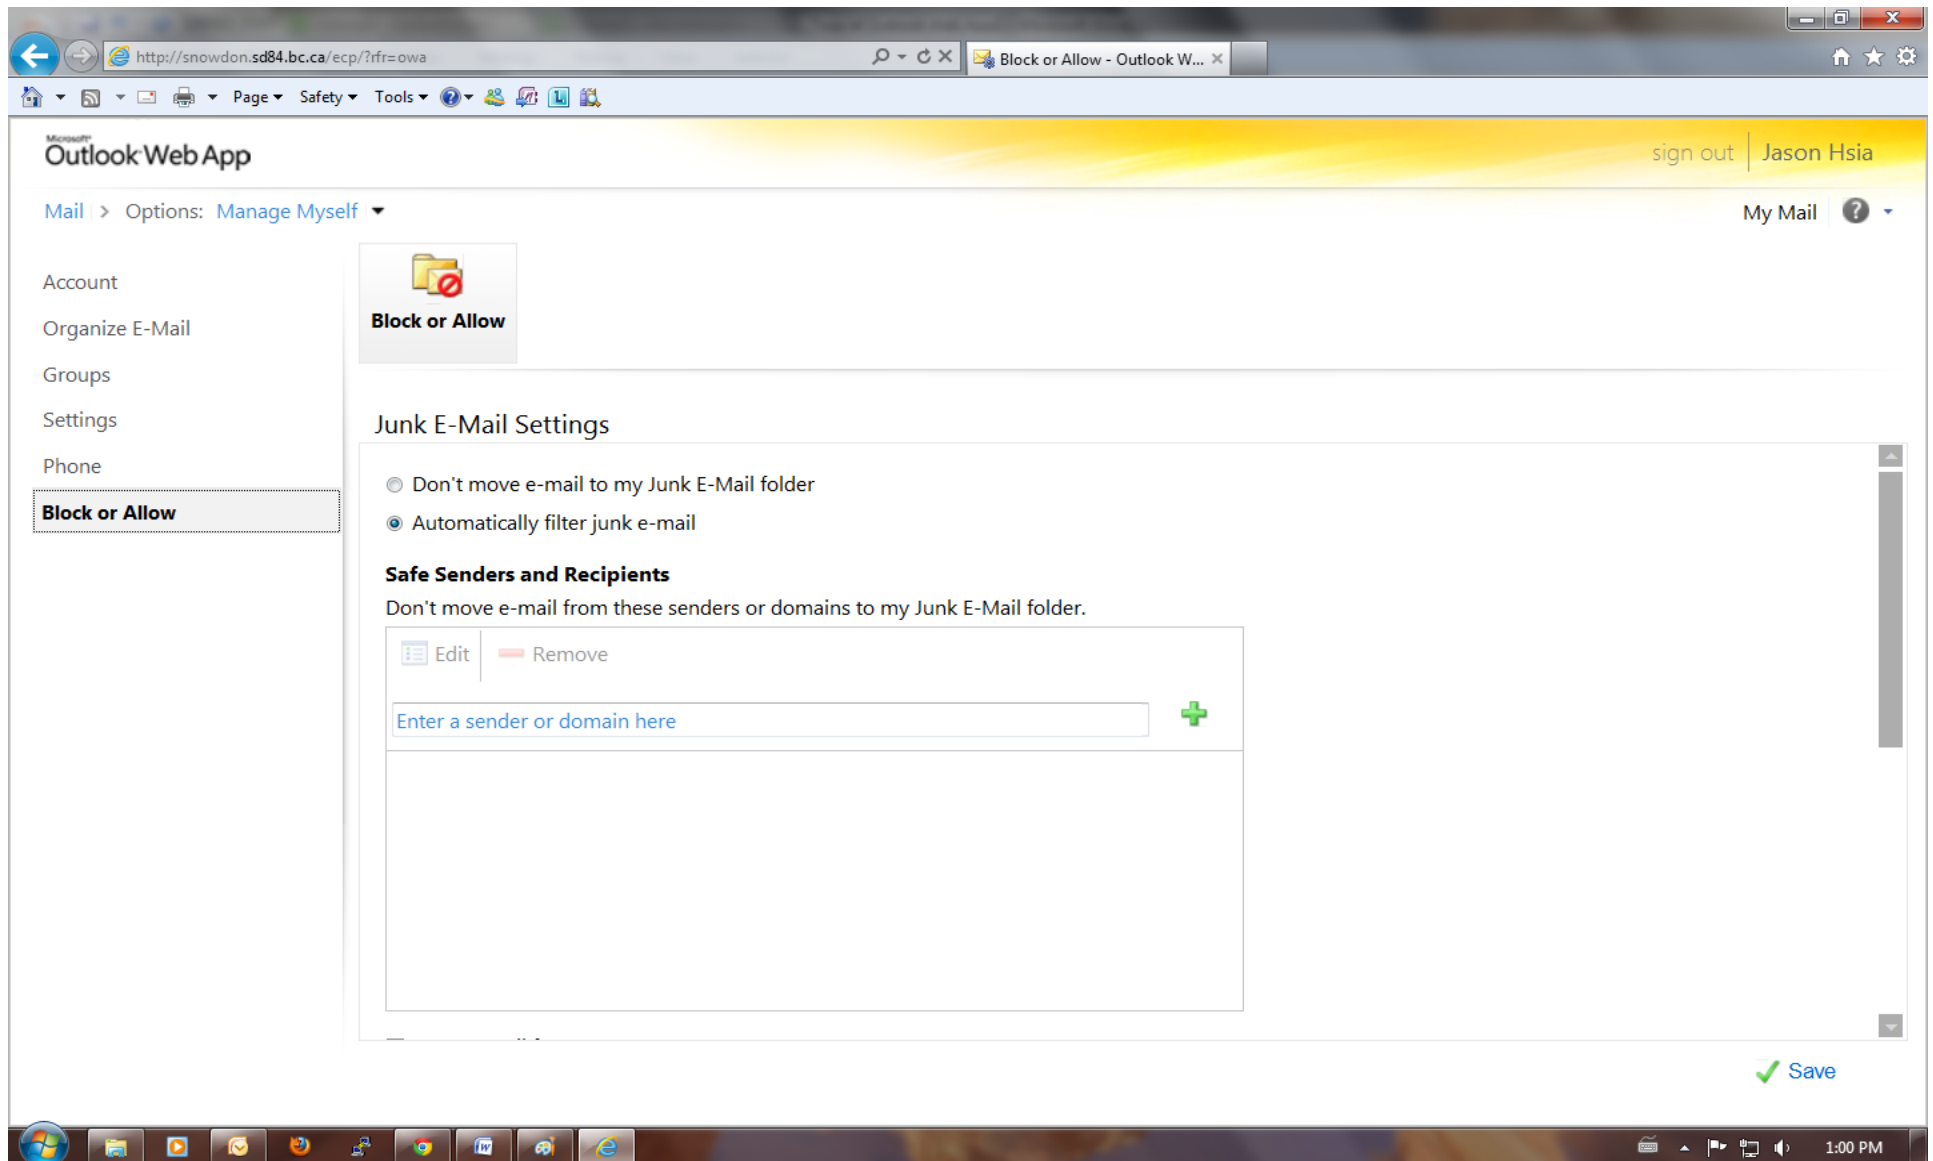 http://snowdon.sd84.bc.ca/ecp/?rfr=owa
Block or Allow - Outlook W...
Page Safety Tools
Microsoft®
Outlook Web App
sign out Jason Hsia
Mail > Options: Manage Myself
My Mail
Account
Organize E-Mail
Groups
Settings
Phone
Block or Allow
Block or Allow
Junk E-Mail Settings
Don't move e-mail to my Junk E-Mail folder
Automatically filter junk e-mail
Safe Senders and Recipients
Don't move e-mail from these senders or domains to my Junk E-Mail folder.
Edit Remove
Enter a sender or domain here
Save
1:00 PM